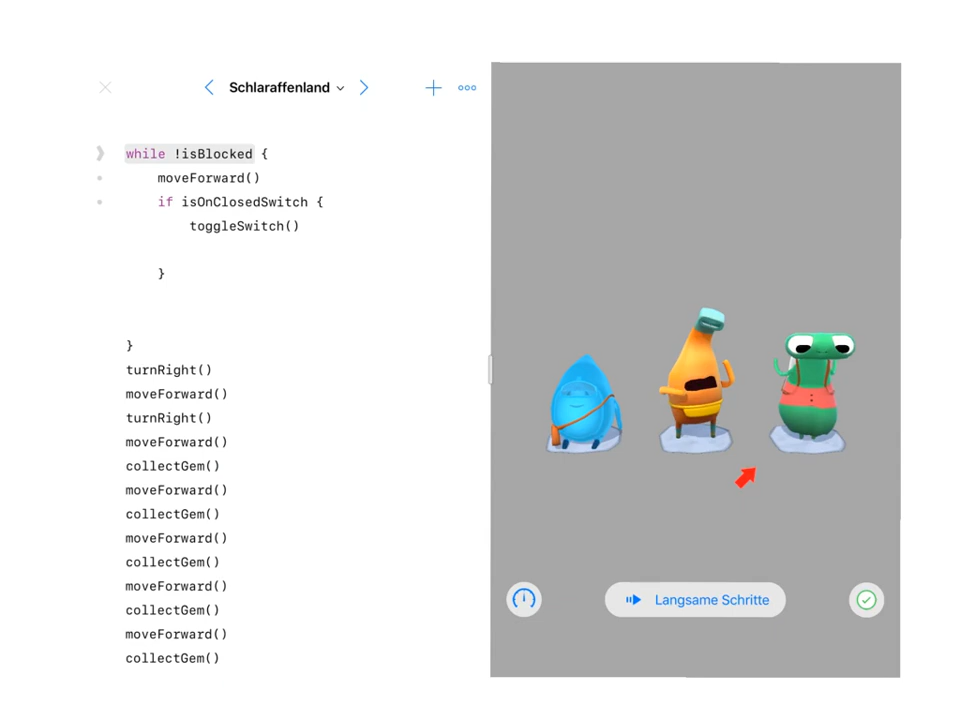 Schlaraffenland
while !isBlocked {
moveForward()
if isOnClosedSwitch {
toggleSwitch()
}
}
turnRight()
moveForward()
turnRight()
moveForward()
collectGem()
moveForward()
collectGem()
moveForward()
collectGem()
moveForward()
collectGem()
moveForward()
collectGem()
Langsame Schritte